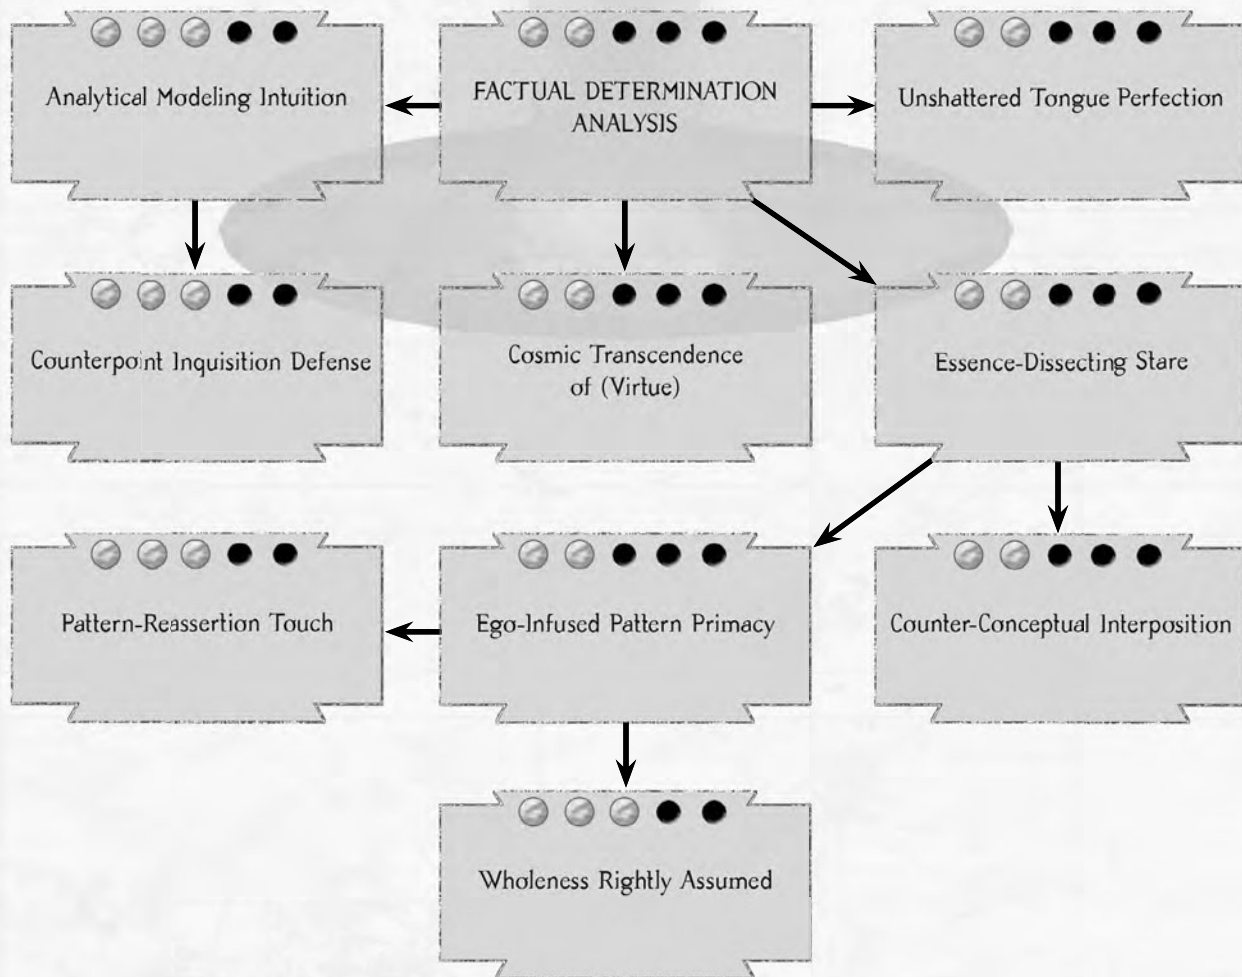 Analytical Modeling Intuition
FACTUAL DETERMINATION
ANALYSIS
Unshattered Tongue Perfection
Counterpoint Inquisition Defense
Cosmic Transcendence
of (Virtue)
Essence-Dissecting Stare
Pattern-Reassertion Touch
Ego-Infused Pattern Primacy
Counter-Conceptual Interposition
Wholeness Rightly Assumed